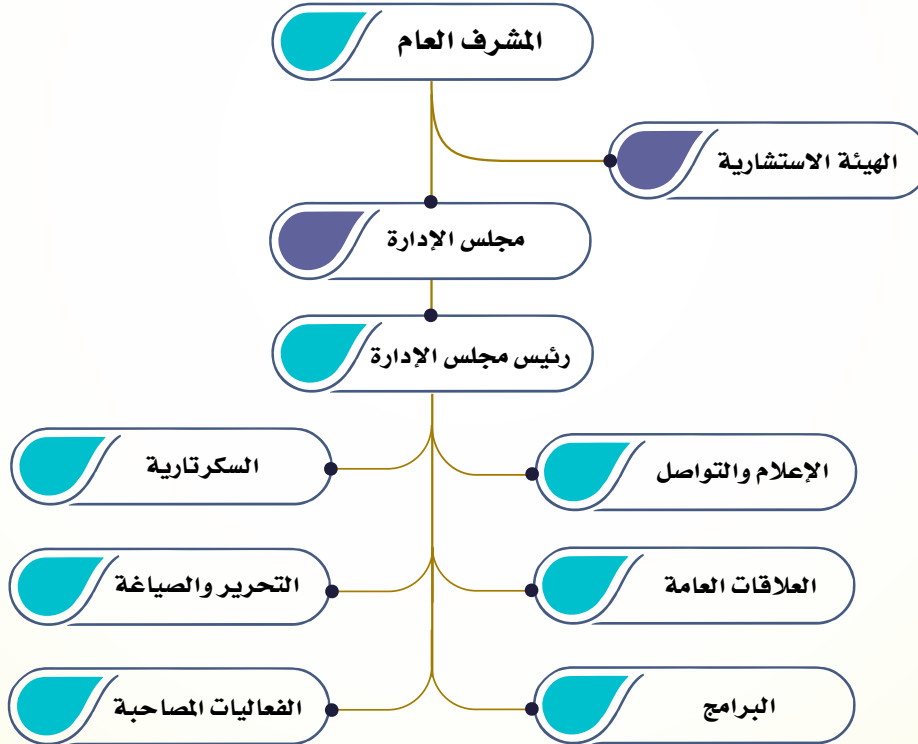 المشرف العام
الهيئة الاستشارية
مجلس الإدارة
رئيس مجلس الإدارة
الإعلام والتواصل
السكرتارية
العلاقات العامة
التحرير والصياغة
البرامج
الفعاليات المصاحبة